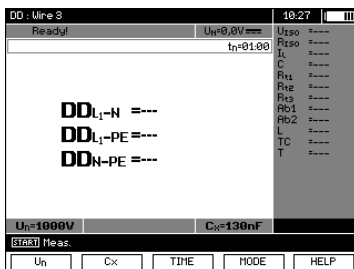 DD : Wire 3 10:27
Ready! UN=0,0V
tn=01:00
UISO =---
RISO =---
IL =---
C =---
Rt1 =---
Rt2 =---
Rt3 =---
Ab1 =---
Ab2 =---
L =---
TC =---
T =---
DDL1-N =---
DDL1-PE=---
DDN-PE=---
Un=1000V CX=130nF
START Meas.
Un Cx TIME MODE HELP